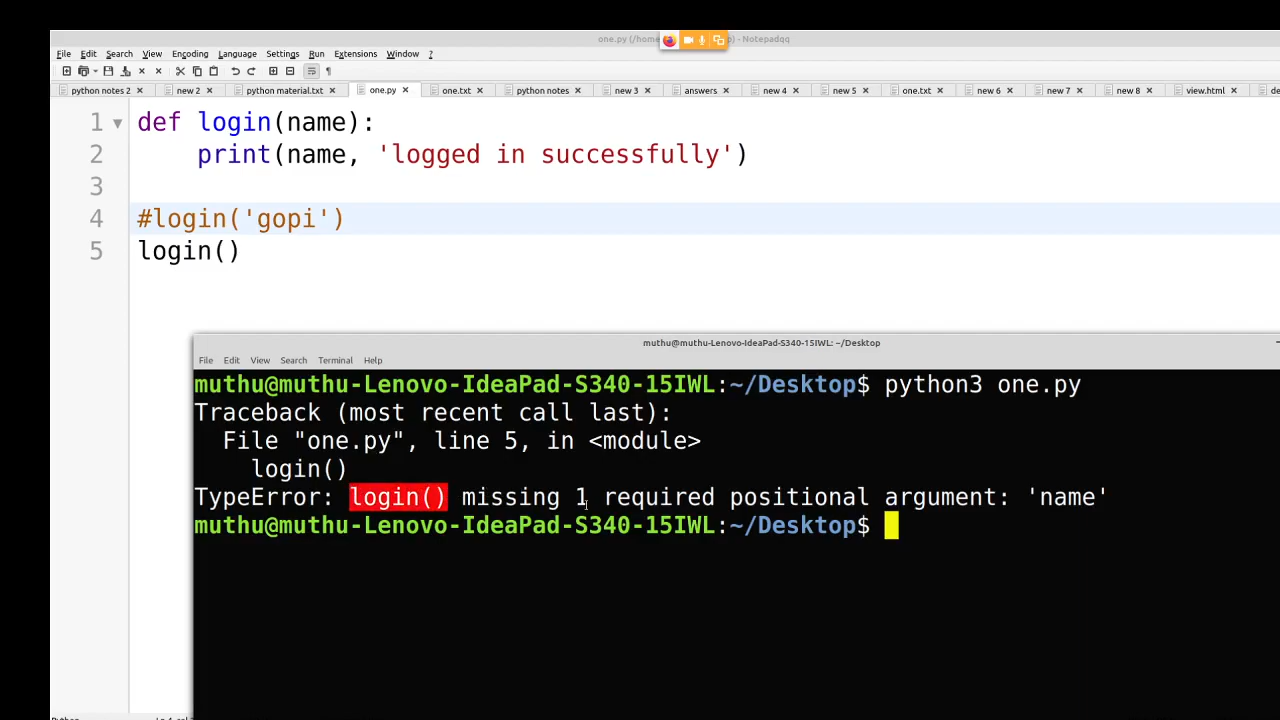 one.py (/home p) - Notepadqq
File Edit Search View Encoding Language Settings Run Extensions Window ?
python notes 2 new 2 python material.txt one.py one.txt python notes new 3 answers new 4 new 5 one.txt new 6 new 7 new 8 view.html de
1 def login(name):
2 print(name, 'logged in successfully')
3
4 #login('gopi')
5 login()
muthu@muthu-Lenovo-IdeaPad-S340-15IWL: ~/Desktop
File Edit View Search Terminal Help
muthu@muthu-Lenovo-IdeaPad-S340-15IWL:~/Desktop$ python3 one.py
Traceback (most recent call last):
File "one.py", line 5, in <module>
login()
TypeError: login() missing 1 required positional argument: 'name'
muthu@muthu-Lenovo-IdeaPad-S340-15IWL:~/Desktop$